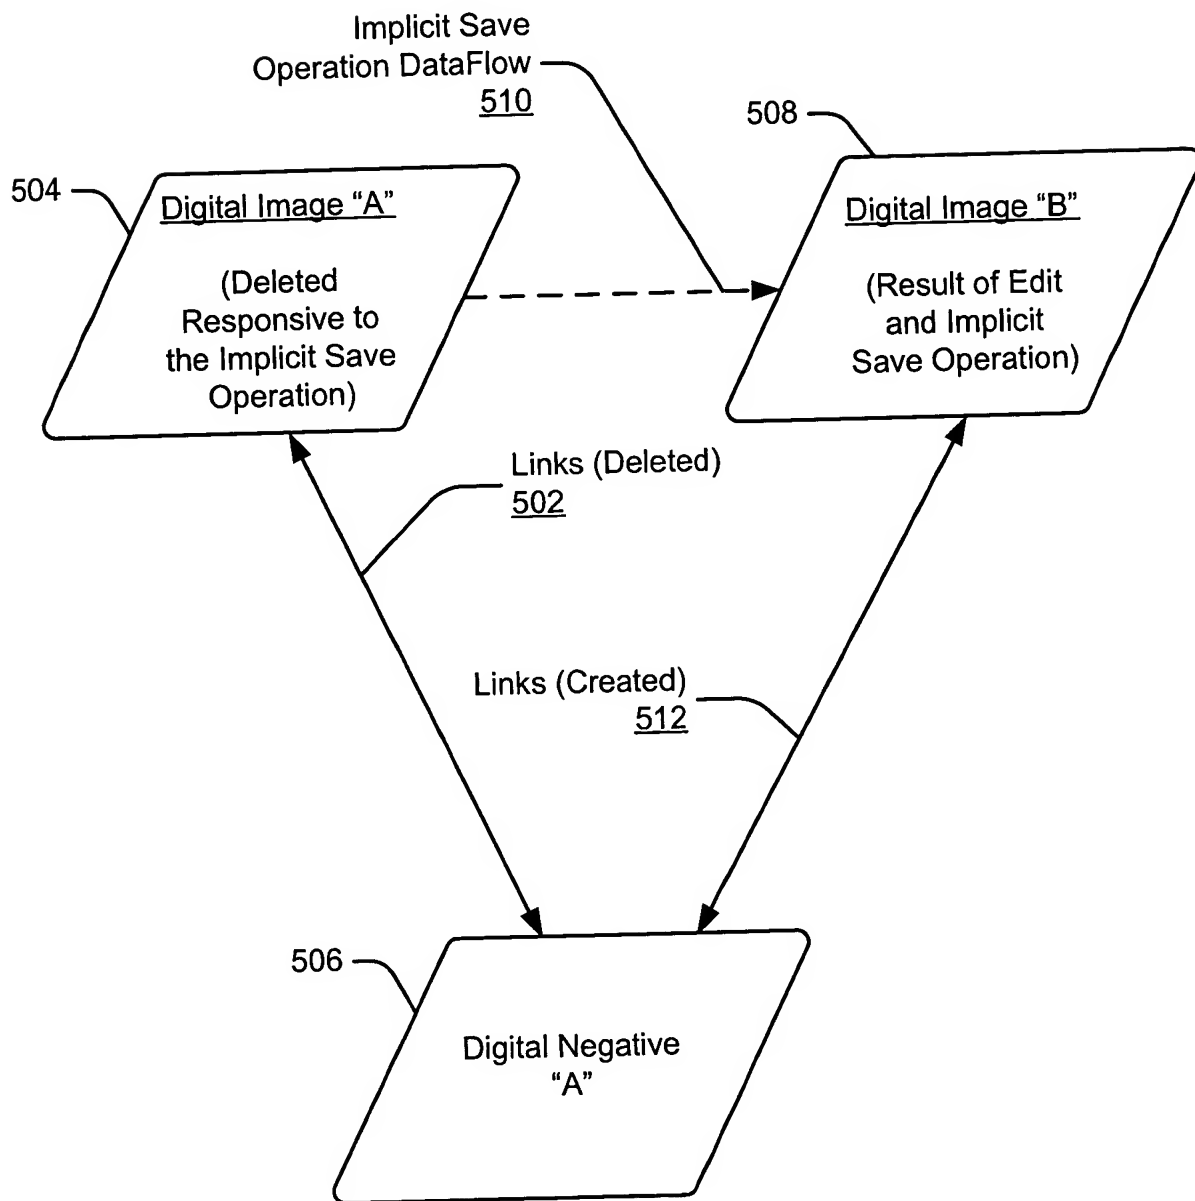 Implicit Save
Operation DataFlow
510
508
504
Digital Image “A”
(Deleted
Responsive to
the Implicit Save
Operation)
Digital Image “B”
(Result of Edit
and Implicit
Save Operation)
Links (Deleted)
502
Links (Created)
512
506
Digital Negative
“A”